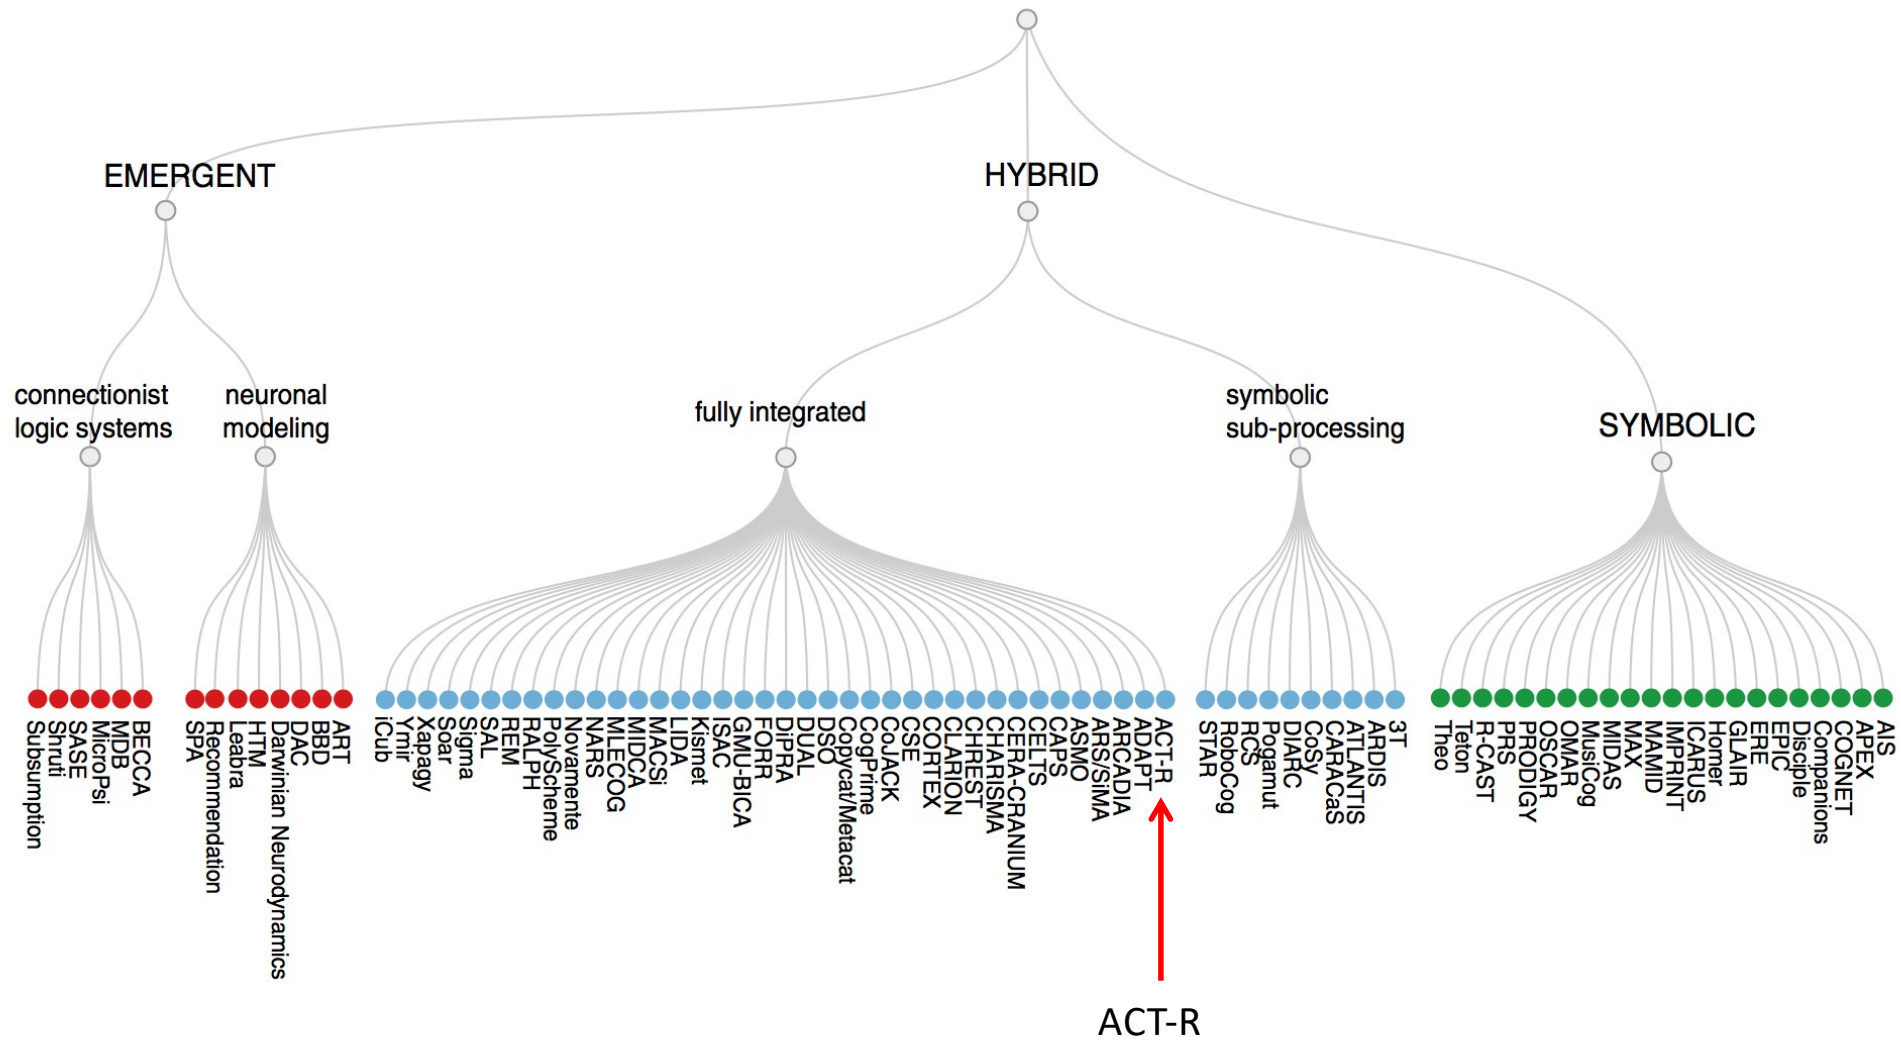 EMERGENT
HYBRID
connectionist
logic systems
neuronal
modeling
fully integrated
symbolic
sub-processing
SYMBOLIC
Subsumption
Shruti
SASE
MicroPsi
MDB
BECCA
SPA
Recommendation
Leabra
HTM
Darwinian Neurodynamics
DAC
BBD
ART
iCub
Ymir
Xapagy
Soar
Sigma
SAL
REM
RALPH
PolyScheme
Novamente
NARS
MLECOG
MIDCA
MACSi
LIDA
Kismet
ISAC
GMU-BICA
FORR
DiPRA
DUAL
DSO
Copycat/Metacat
CogPrime
CoJACK
CSE
CORTEX
CLARION
CHREST
CHARISMA
CERA-CRANIUM
CELTS
CAPS
ASMO
ARS/SiMA
ARCADIA
ADAPT
ACT-R
STAR
RoboCog
RCS
Pogamut
DIARC
CoSy
CARACaS
ATLANTIS
ARDIS
3T
Theo
Teton
R-CAST
PRS
PRODIGY
OSCAR
OMAR
MusiCog
MIDAS
MAX
MAMID
IMPRINT
ICARUS
Homer
GLAIR
ERE
EPIC
Disciple
Companions
COGNET
APEX
AIS
ACT-R